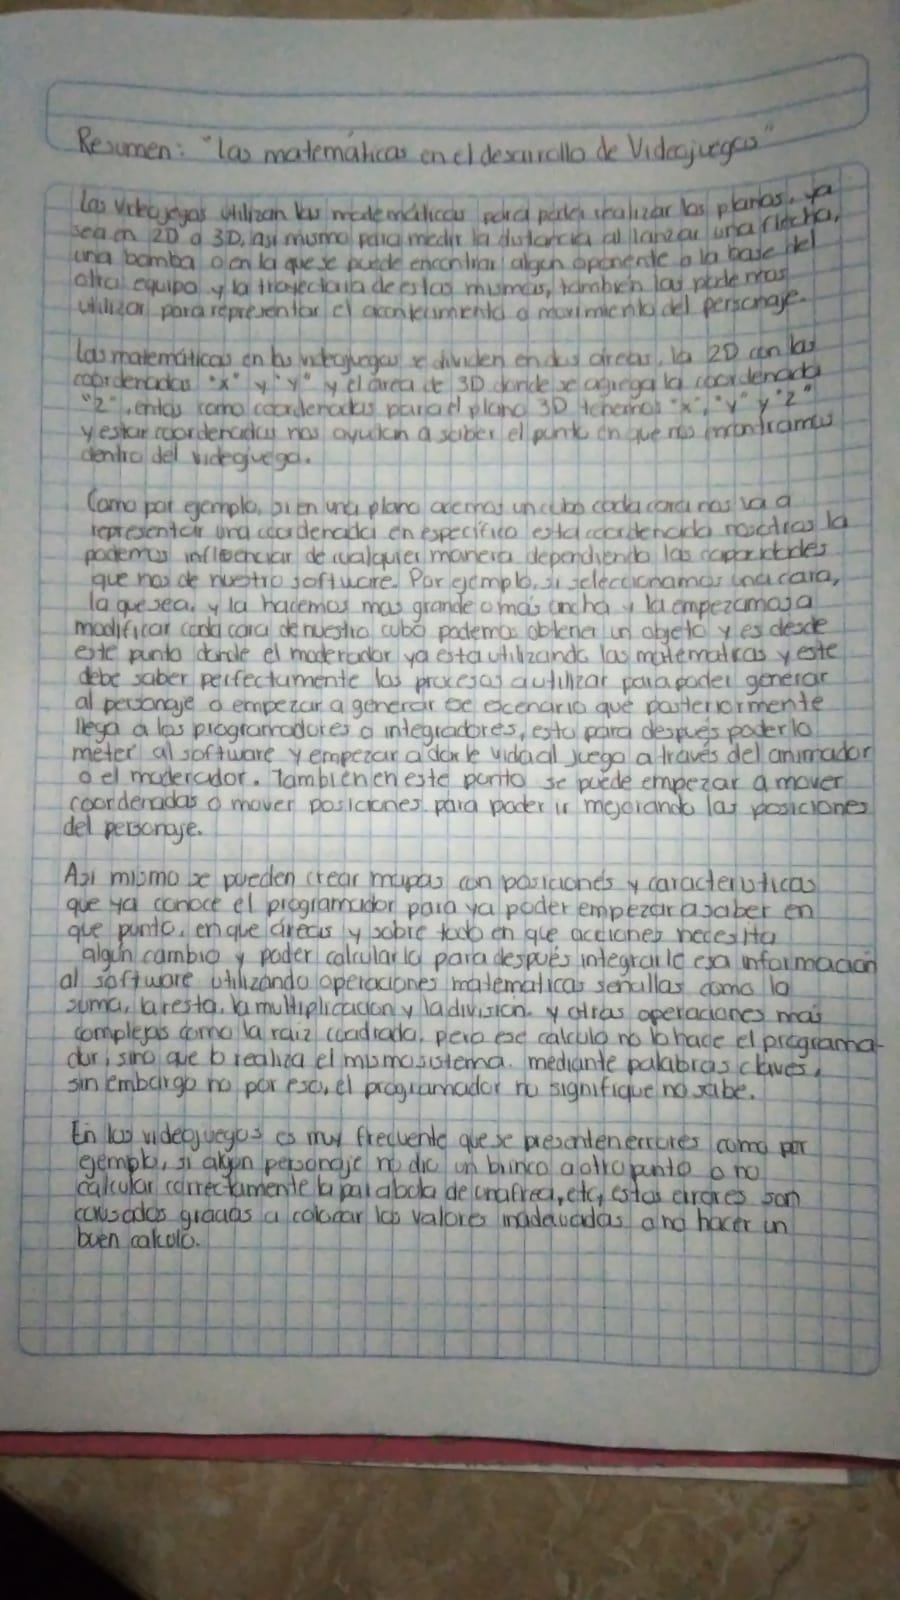 Resumen: "Las matemáticas en el desarrollo de Videojuegos"
Los videojegos utilizan las matemáticas para poder realizar los planos, ya
sea en 2D o 3D, asi mismo para medir la distancia al lanzar una flecha,
una bomba o en la que se puede encontrar algún oponente o la base del
otro equipo y la trayectoria de estas mismas, también las podemos
utilizar para representar el acontecimiento o movimiento del personaje.
Las matemáticas en los videojuegos se dividen en dos áreas, la 2D con las
coordenadas "x" y "y" y el área de 3D donde se agrega la coordenada
"z", entos como coordenadas para el plano 3D tenemos "x", "y" y "z"
y estar coordenadas nos ayudan a saber el punto en que nos encontramos
dentro del videojuego.
Como por ejemplo, si en una plano acemos un cubo cada cara nos va a
representar una coordenada en específico esta coordenada nosotros la
podemos influenciar de cualquier manera dependiendo las capacidades
que nos de nuestro software. Por ejemplo, si seleccionamos una cara,
la que sea, y la hacemos mas grande o más ancha y la empezamos a
modificar cada cara de nuestro cubo podemos obtener un objeto y es desde
este punto donde el moderador ya esta utilizando las matematicas y este
debe saber perfectamente los procesos a utilizar para poder generar
al personaje o empezar a generar ese escenario que posteriormente
llega a los programadores o integradores, esto para después poderlo
meter al software y empezar a darle vida al juego a través del animador
o el moderador. Tambien en este punto se puede empezar a mover
coordenadas o mover posiciones para poder ir mejorando las posiciones
del personaje.
Asi mismo se pueden crear mapas con posiciones y caracteristicas
que ya conoce el programador para ya poder empezar a saber en
que punto, en que áreas y sobre todo en que acciones necesita
algún cambio y poder calcularlo para después integrarle esa información
al software utilizando operaciones matematicas senсillas como la
suma, la resta, la multiplicacion y la división, y otras operaciones más
complejas como la raiz cuadrada, pero ese calculo no lo hace el programa-
dor, sino que lo realiza el mismo sistema mediante palabras claves,
sin embargo no por eso, el programador no signifique no sabe.
En los videojuegos es muy frecuente que se presenten errores como por
ejemplo, si algún personaje no dio un brinco a otro punto o no
calcular correctamente la parabola de una etc, estos errores son
causados gracias a colocar los valores inadecuados o no hacer un
buen calculo.